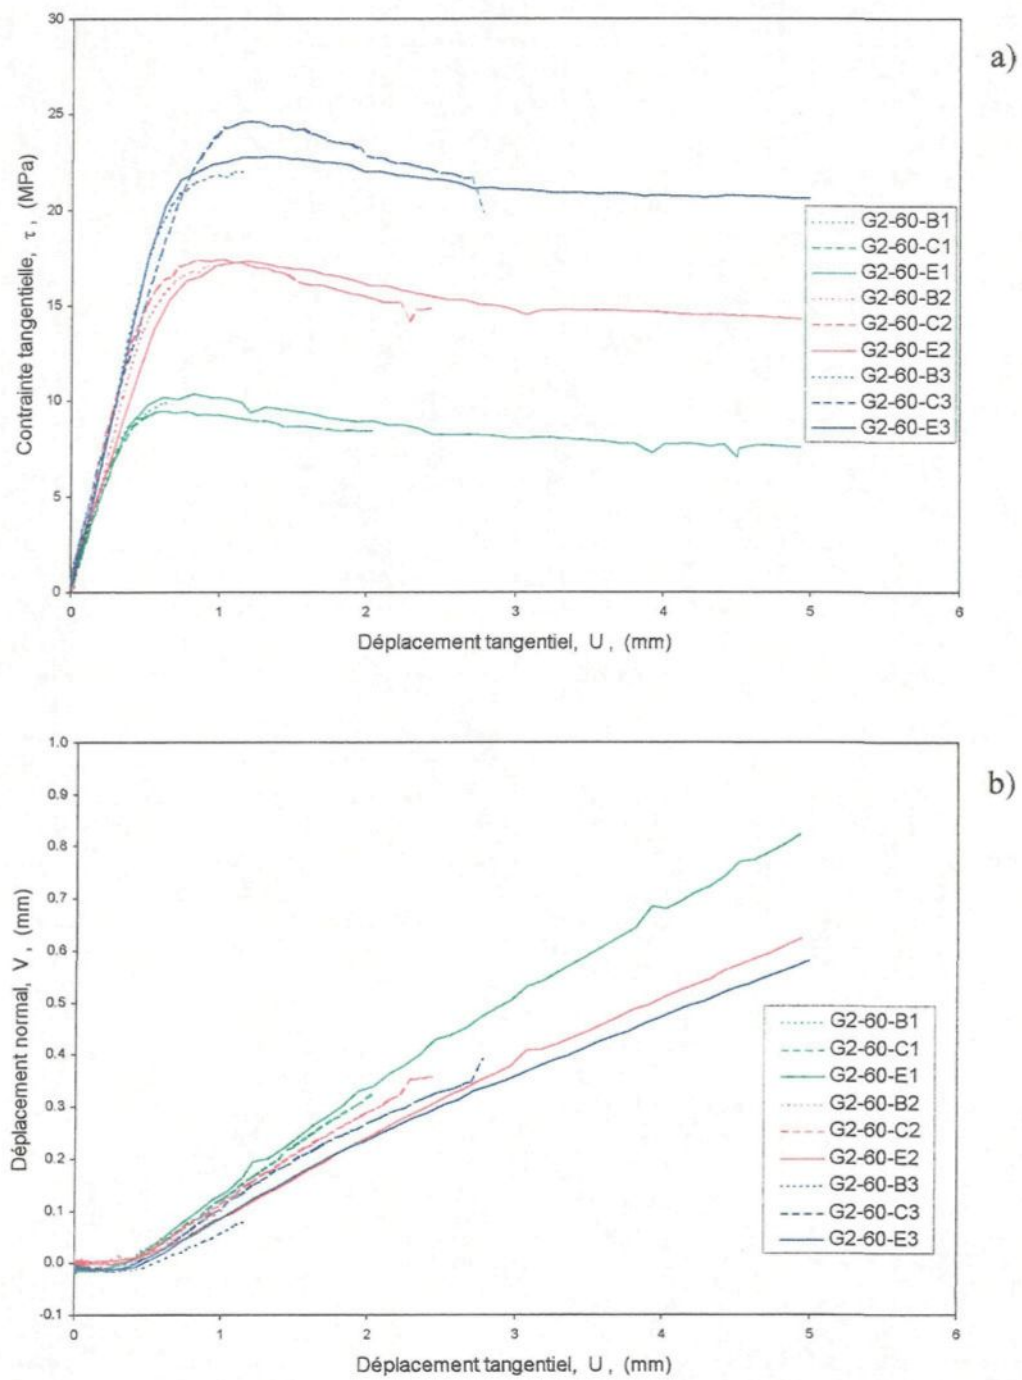 a)
30
25
20
15
10
5
0
Contrainte tangentielle, τ, (MPa)
G2-60-B1
G2-60-C1
G2-60-E1
G2-60-B2
G2-60-C2
G2-60-E2
G2-60-B3
G2-60-C3
G2-60-E3
0 1 2 3 4 5 6
Déplacement tangentiel, U, (mm)
b)
1.0
0.9
0.8
0.7
0.6
0.5
0.4
0.3
0.2
0.1
0.0
-0.1
Déplacement normal, V, (mm)
G2-60-B1
G2-60-C1
G2-60-E1
G2-60-B2
G2-60-C2
G2-60-E2
G2-60-B3
G2-60-C3
G2-60-E3
0 1 2 3 4 5 6
Déplacement tangentiel, U, (mm)